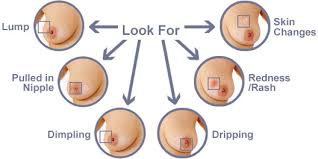 Lump
Look For
Skin
Changes
Pulled in
Nipple
Redness
/Rash
Dimpling
Dripping